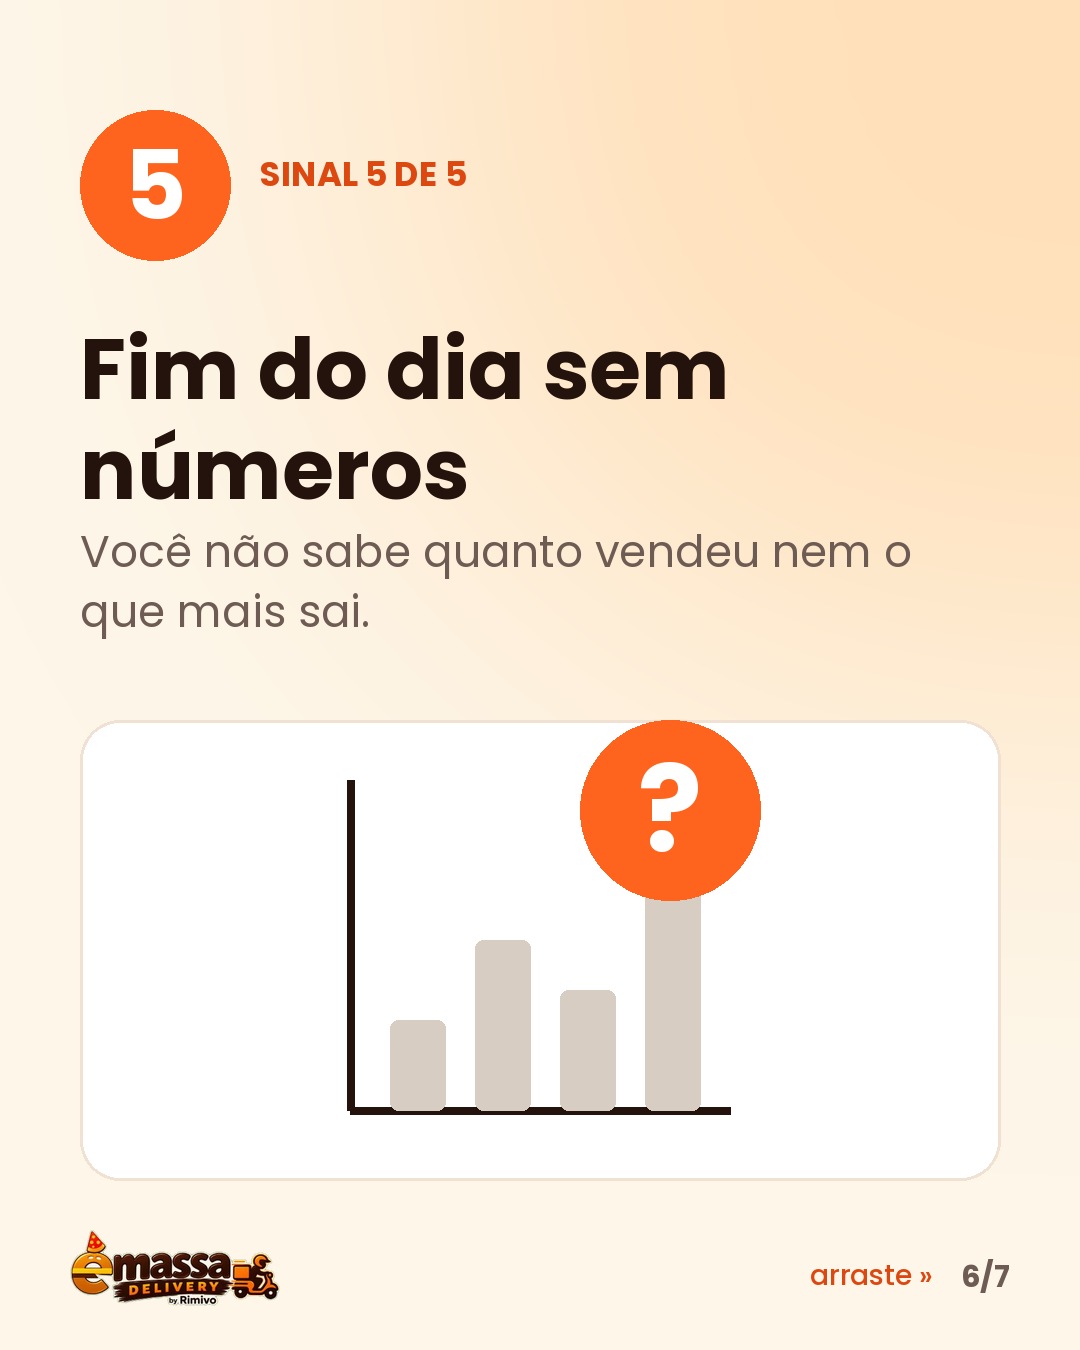 5
SINAL 5 DE 5
Fim do dia sem
números
Você não sabe quanto vendeu nem o
que mais sai.
?
êmassa
DELIVERY
by Rimivo
arraste »
6/7